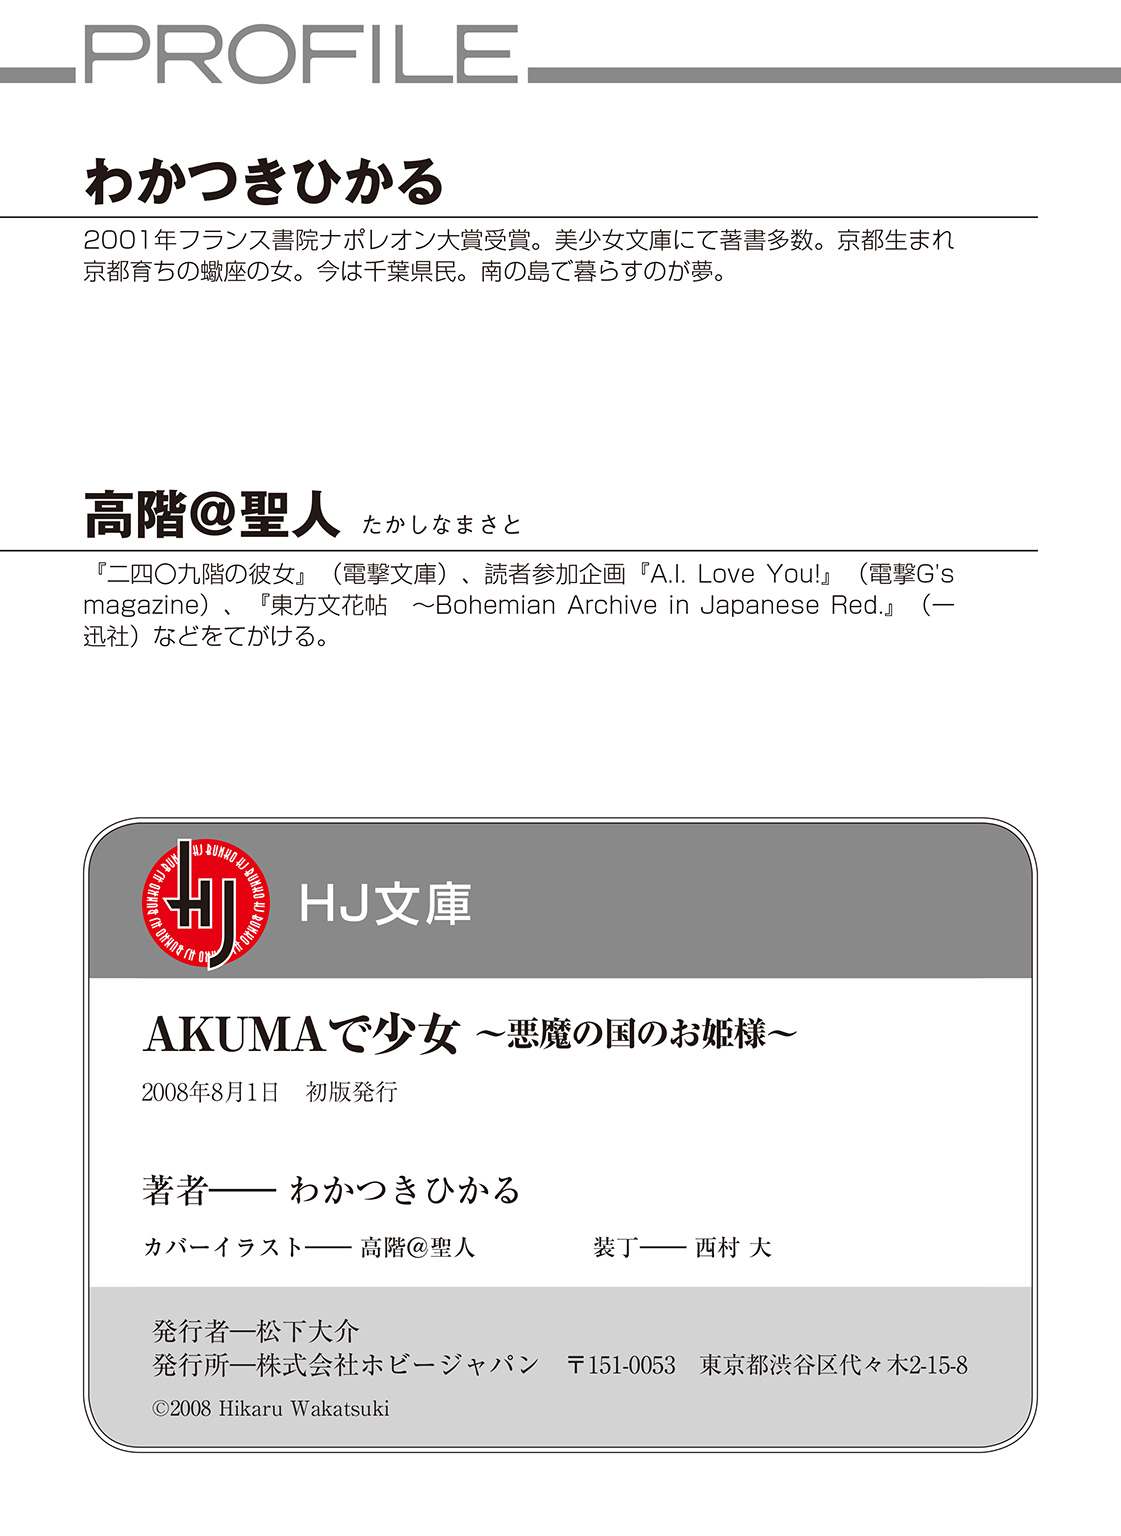 PROFILE
わかつきひかる
2001年フランス書院ナポレオン大賞受賞。美少女文庫にて著書多数。京都生まれ
京都育ちの蠍座の女。今は千葉県民。南の島で暮らすのが夢。
高階@聖人 たかしなまさと
『二四〇九階の彼女』（電撃文庫）、読者参加企画『A.I. Love You!』（電撃G's
magazine）、『東方文花帖　～Bohemian Archive in Japanese Red.』（一
迅社）などをてがける。
HJ BUNKO HJ BUNKO HJ BUNKO HJ BUNKO HJ BUNKO HJ BUNKO
HJ
HJ文庫
AKUMAで少女 ～悪魔の国のお姫様～
2008年8月1日　初版発行
著者―― わかつきひかる
カバーイラスト―― 高階@聖人　装丁―― 西村 大
発行者―松下大介
発行所―株式会社ホビージャパン　〒151-0053　東京都渋谷区代々木2-15-8
©2008 Hikaru Wakatsuki